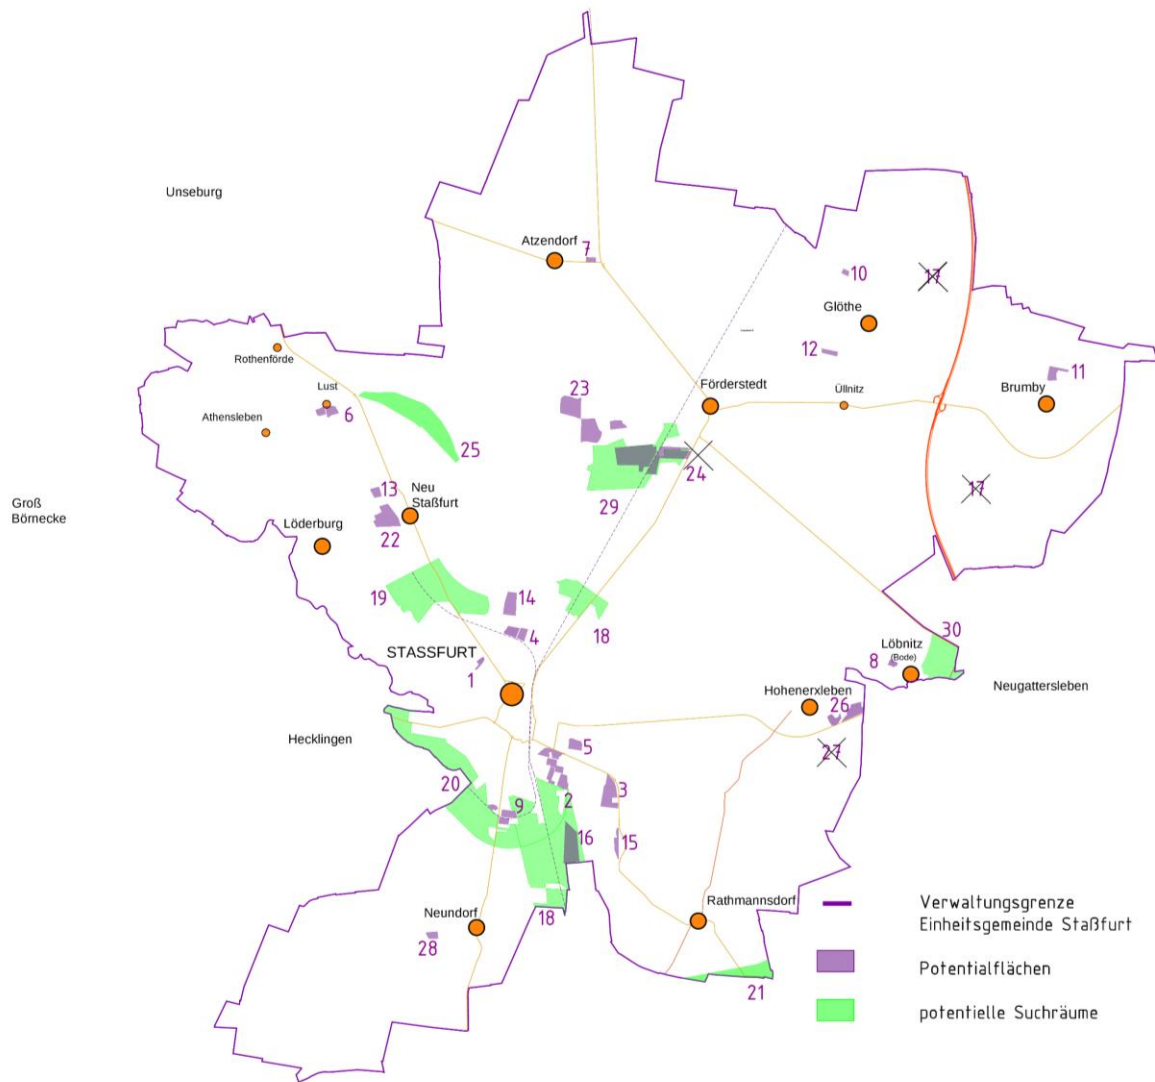 Unseburg
Atzendorf
7
10
17
Glöthe
12
Rothenförde
Lust
6
Athensleben
25
23
Förderstedt
Üllnitz
Brumby
11
24
29
17
Groß
Börnecke
13
Neu
Staßfurt
22
Löderburg
19
14
4
18
STASSFURT
1
30
Löbnitz
(Bode)
8
Neugattersleben
Hohenerxleben
26
27
Hecklingen
5
20
9
2
3
16
15
Neundorf
28
18
Rathmannsdorf
21
Verwaltungsgrenze
Einheitsgemeinde Staßfurt
Potentialflächen
potentielle Suchräume